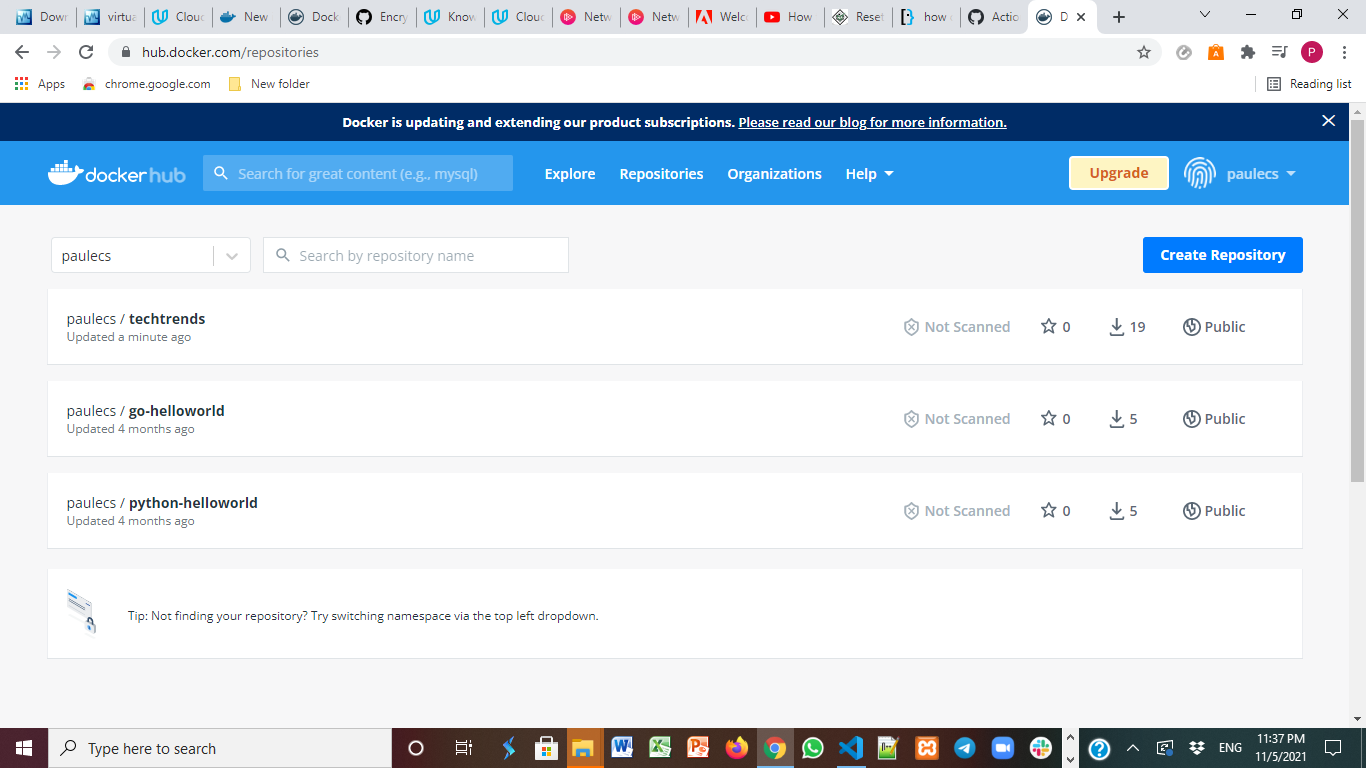 Down
virtua
Cloud
New
Dock
Encry
Know
Cloud
Netw
Netw
Welc
How
Reset
how
Actio
D
hub.docker.com/repositories
P
Apps
chrome.google.com
New folder
Reading list
Docker is updating and extending our product subscriptions. Please read our blog for more information.
docker hub
Search for great content (e.g., mysql)
Explore
Repositories
Organizations
Help
Upgrade
paulecs
paulecs
Search by repository name
Create Repository
paulecs / techtrends
Updated a minute ago
Not Scanned
0
19
Public
paulecs / go-helloworld
Updated 4 months ago
Not Scanned
0
5
Public
paulecs / python-helloworld
Updated 4 months ago
Not Scanned
0
5
Public
Tip: Not finding your repository? Try switching namespace via the top left dropdown.
Type here to search
ENG
11:37 PM
11/5/2021